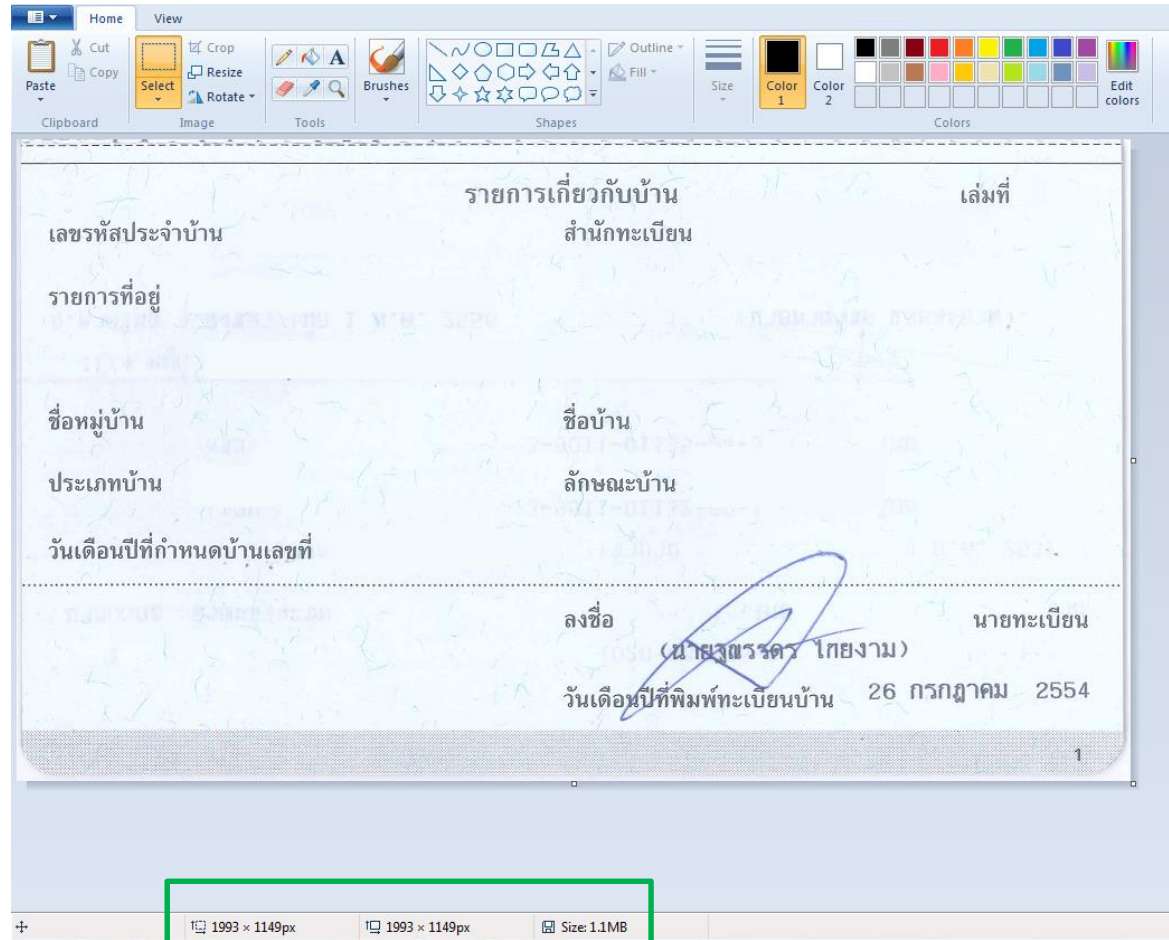 Home View
Cut
Copy
Paste
Clipboard
Select
Crop
Resize
Rotate
Image
A
Tools
Brushes
Outline
Fill
Shapes
Size
Color 1
Color 2
Edit colors
Colors
รายการเกี่ยวกับบ้าน เล่มที่
เลขรหัสประจำบ้าน สำนักทะเบียน
รายการที่อยู่
ชื่อหมู่บ้าน ชื่อบ้าน
ประเภทบ้าน ลักษณะบ้าน
วันเดือนปีที่กำหนดบ้านเลขที่
ลงชื่อ นายทะเบียน
ไทยงาม)
วันเดือนปีที่พิมพ์ทะเบียนบ้าน 26 กรกฎาคม 2554
1
1993 × 1149px 1993 × 1149px Size: 1.1MB